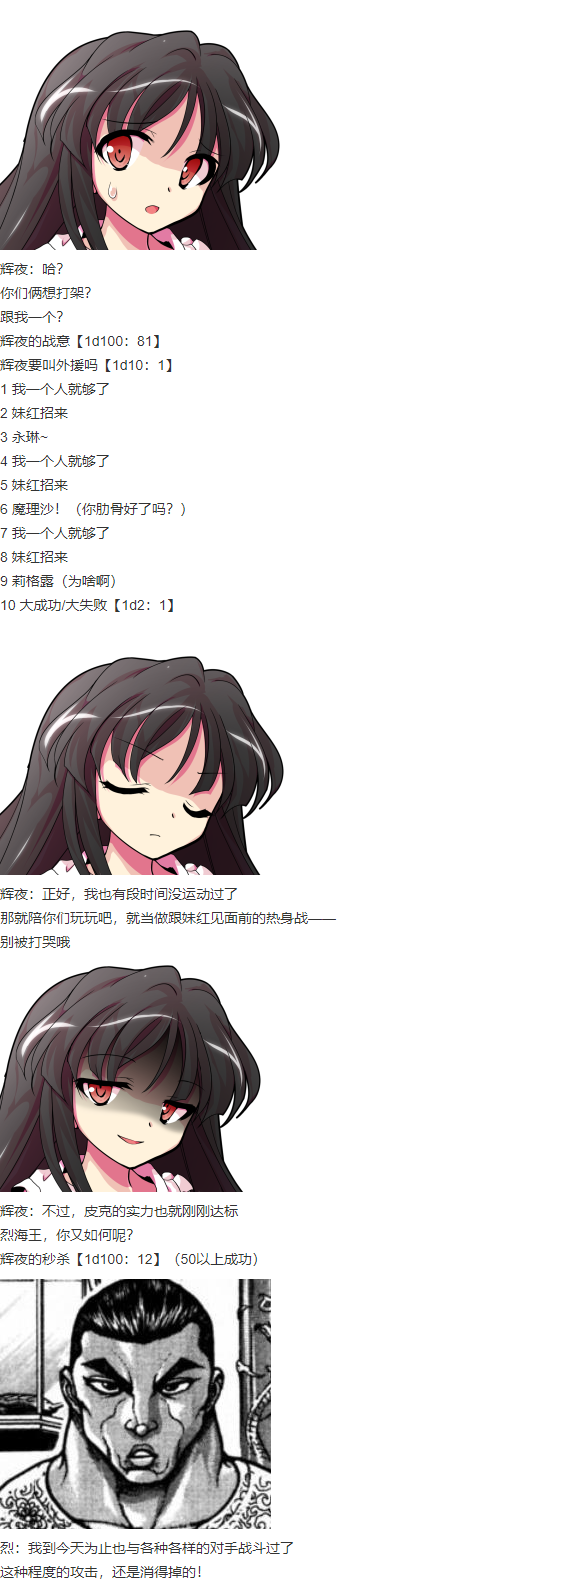 辉夜：哈？
你们俩想打架？
跟我一个？
辉夜的战意【1d100：81】
辉夜要叫外援吗【1d10：1】
1 我一个人就够了
2 妹红招来
3 永琳~
4 我一个人就够了
5 妹红招来
6 魔理沙！（你肋骨好了吗？）
7 我一个人就够了
8 妹红招来
9 莉格露（为啥啊）
10 大成功/大失败【1d2：1】
辉夜：正好，我也有段时间没运动过了
那就陪你们玩玩吧，就当做跟妹红见面前的热身战——
别被打哭哦
辉夜：不过，皮克的实力也就刚刚达标
烈海王，你又如何呢？
辉夜的秒杀【1d100：12】（50以上成功）
烈：我到今天为止也与各种各样的对手战斗过了
这种程度的攻击，还是消得掉的！